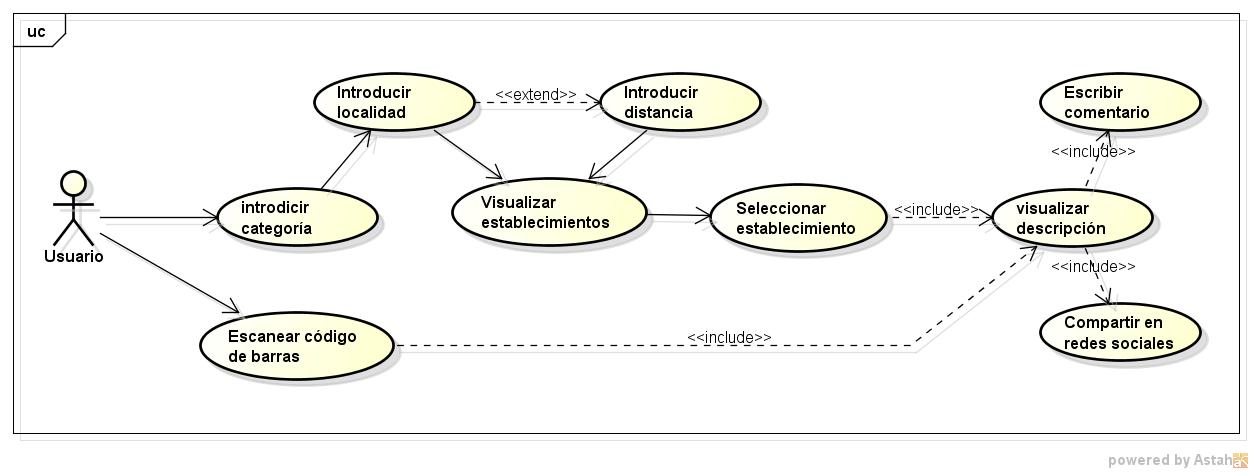 uc
Introducir
localidad
<<extend>>
Introducir
distancia
Escribir
comentario
<<include>>
Usuario
introdicir
categoría
Visualizar
establecimientos
Seleccionar
establecimiento
<<include>>
visualizar
descripción
<<include>>
Escanear código
de barras
<<include>>
Compartir en
redes sociales
powered by Astah